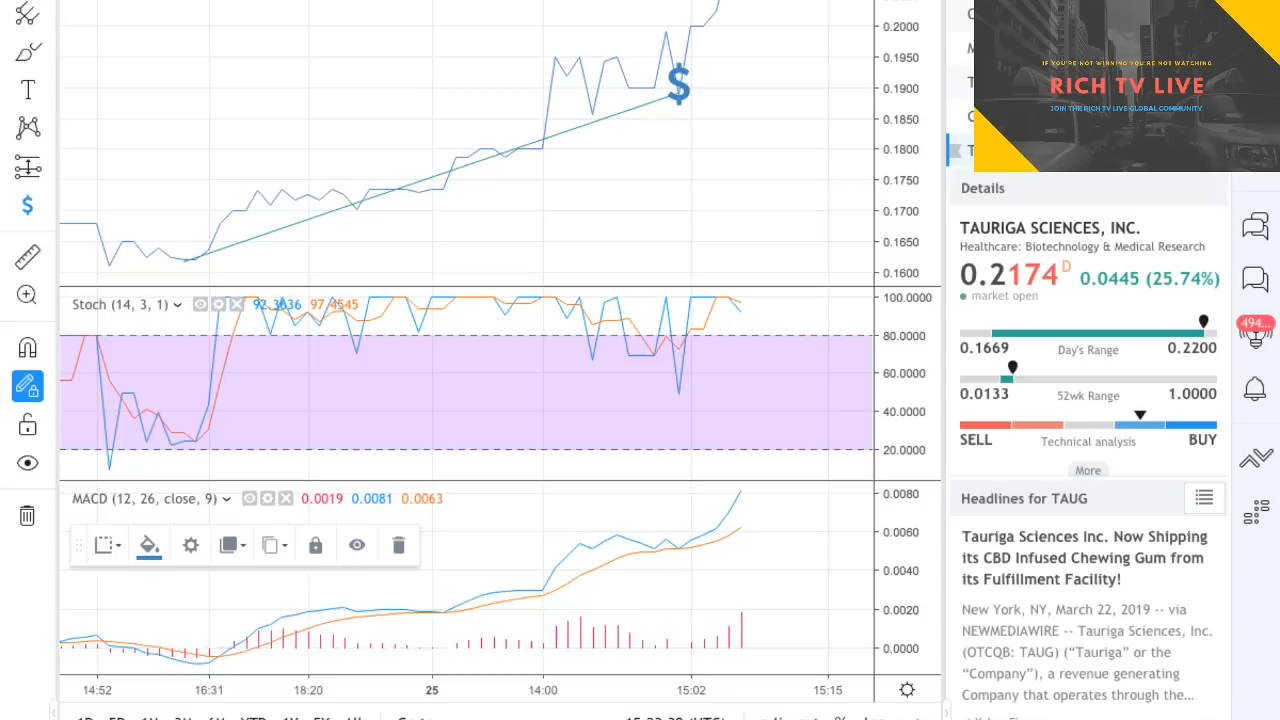 0.2000
0.1950
0.1900
0.1850
0.1800
0.1750
0.1700
0.1650
0.1600
$
T
$
Stoch (14, 3, 1) 92.3636 97.4545
100.0000
80.0000
60.0000
40.0000
20.0000
MACD (12, 26, close, 9) 0.0019 0.0081 0.0063
0.0080
0.0060
0.0040
0.0020
0.0000
14:52 16:31 18:20 25 14:00 15:02 15:15
IF YOU'RE NOT WINNING YOU'RE NOT WATCHING
RICH TV LIVE
JOIN THE RICH TV LIVE GLOBAL COMMUNITY
Details
TAURIGA SCIENCES, INC.
Healthcare: Biotechnology & Medical Research
0.2174 D 0.0445 (25.74%)
market open
0.1669 Day's Range 0.2200
0.0133 52wk Range 1.0000
SELL Technical analysis BUY
More
Headlines for TAUG
Tauriga Sciences Inc. Now Shipping
its CBD Infused Chewing Gum from
its Fulfillment Facility!
New York, NY, March 22, 2019 -- via
NEWMEDIAWIRE -- Tauriga Sciences, Inc.
(OTCQB: TAUG) (“Tauriga” or the
“Company”), a revenue generating
Company that operates through the...
494...